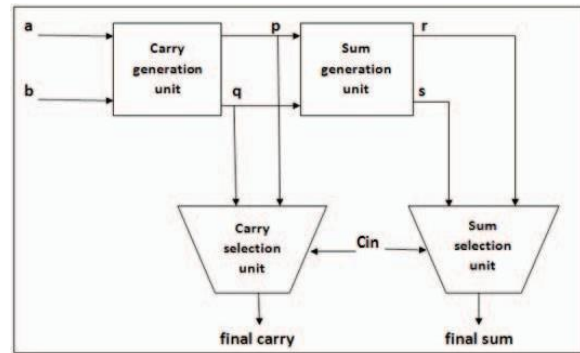 a
b
Carry
generation
unit
p
q
Sum
generation
unit
r
s
Carry
selection
unit
Cin
Sum
selection
unit
final carry
final sum